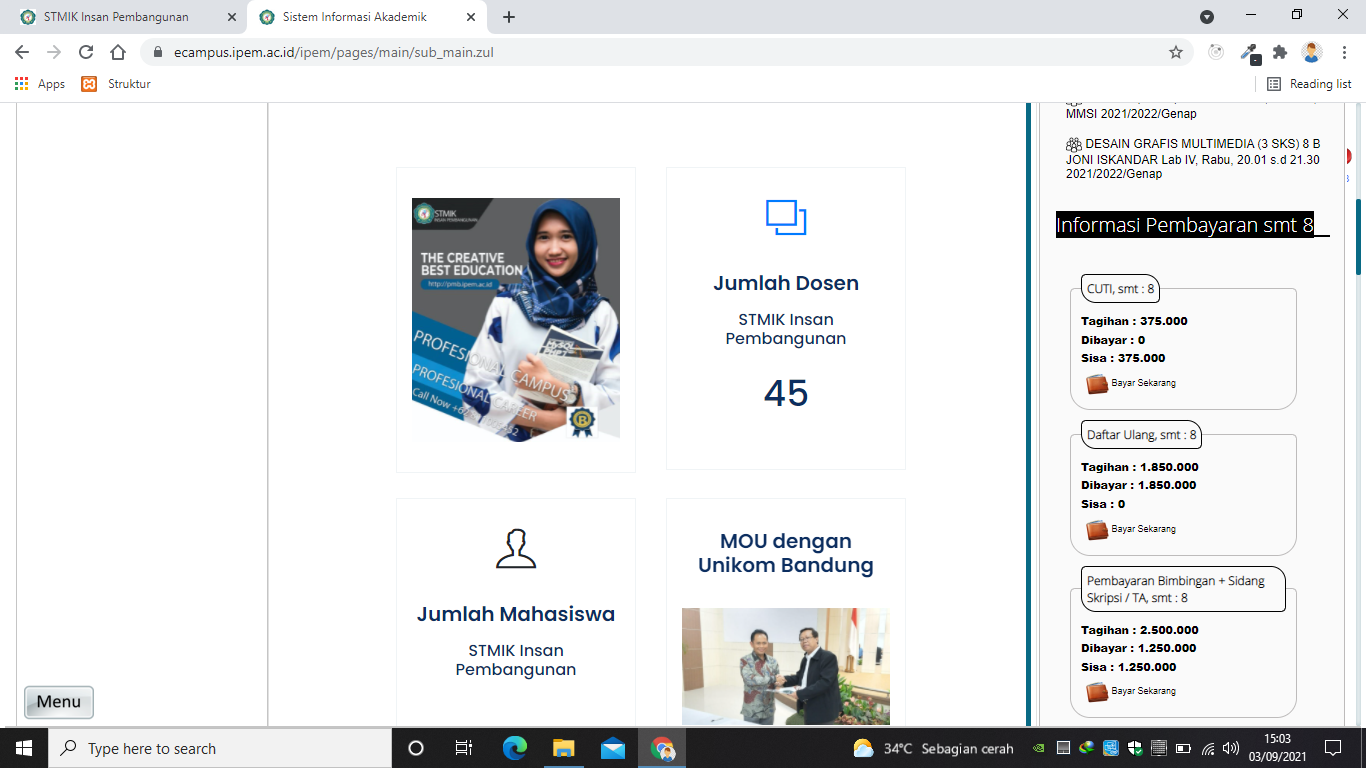 STMIK Insan Pembangunan
Sistem Informasi Akademik
ecampus.ipem.ac.id/ipem/pages/main/sub_main.zul
Apps
Struktur
Reading list
STMIK
INSAN PEMBANGUNAN
THE CREATIVE
BEST EDUCATION
http://pmb.ipem.ac.id
PROFESIONAL CAMPUS
PROFESIONAL CAREER
Call Now
B
Jumlah Dosen
STMIK Insan
Pembangunan
45
Jumlah Mahasiswa
STMIK Insan
Pembangunan
MOU dengan
Unikom Bandung
Menu
MMSI 2021/2022/Genap
DESAIN GRAFIS MULTIMEDIA (3 SKS) 8 B
JONI ISKANDAR Lab IV, Rabu, 20.01 s.d 21.30
2021/2022/Genap
Informasi Pembayaran smt 8
CUTI, smt : 8
Tagihan : 375.000
Dibayar : 0
Sisa : 375.000
Bayar Sekarang
Daftar Ulang, smt : 8
Tagihan : 1.850.000
Dibayar : 1.850.000
Sisa : 0
Bayar Sekarang
Pembayaran Bimbingan + Sidang
Skripsi / TA, smt : 8
Tagihan : 2.500.000
Dibayar : 1.250.000
Sisa : 1.250.000
Bayar Sekarang
Type here to search
34°C Sebagian cerah
15:03
03/09/2021